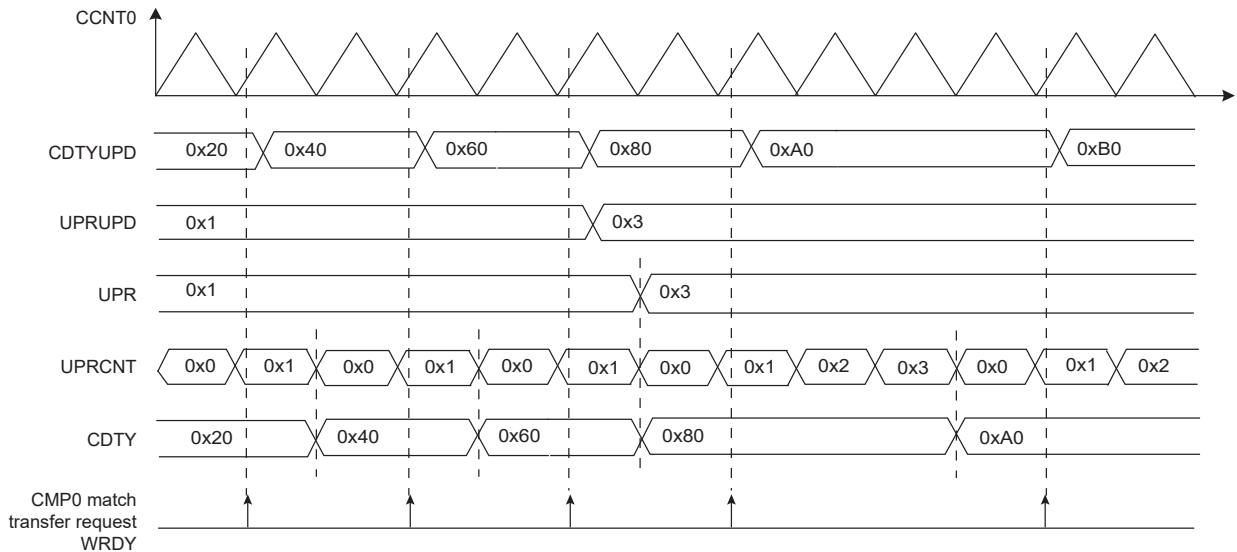 CCNT0
CDTYUPD 0x20 0x40 0x60 0x80 0xA0 0xB0
UPRUPD 0x1 0x3
UPR 0x1 0x3
UPRCNT 0x0 0x1 0x0 0x1 0x0 0x1 0x0 0x1 0x2 0x3 0x0 0x1 0x2
CDTY 0x20 0x40 0x60 0x80 0xA0
CMP0 match
transfer request
WRDY